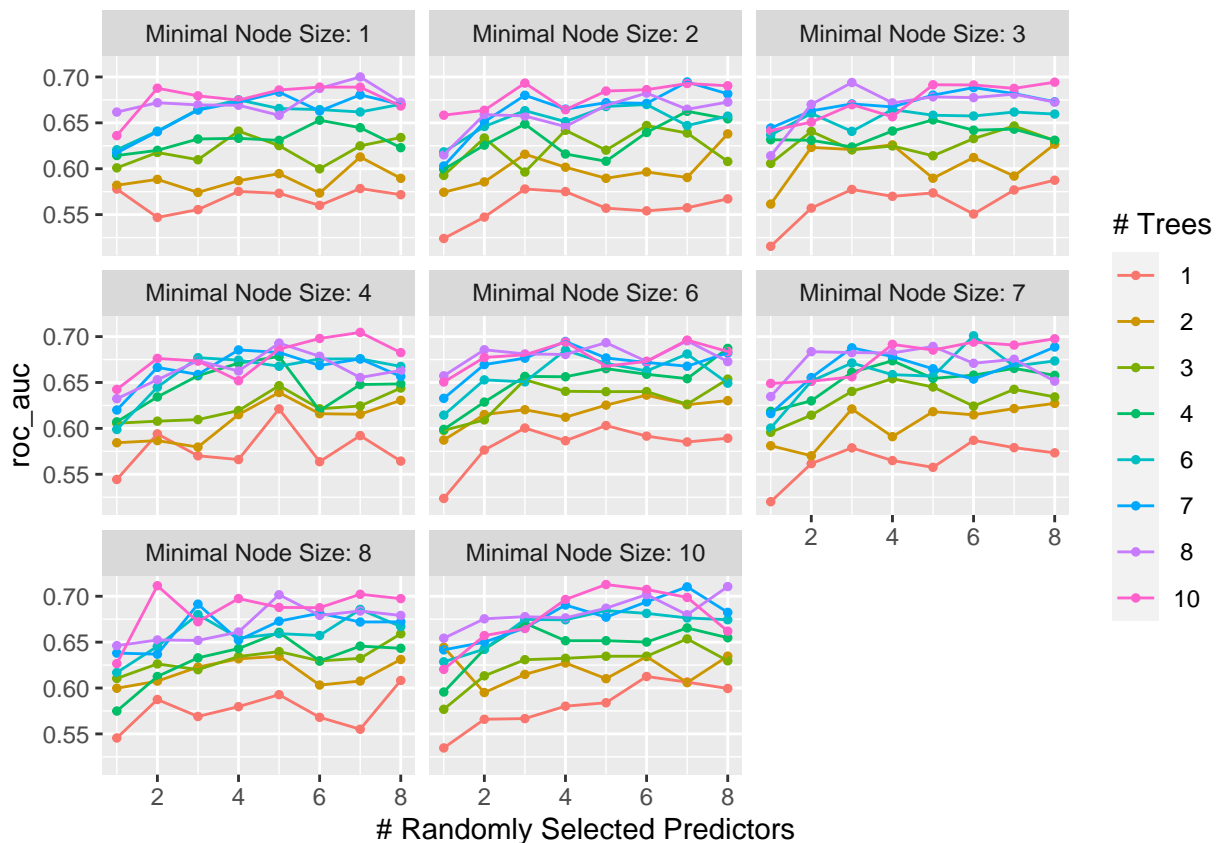 Minimal Node Size: 1 Minimal Node Size: 2 Minimal Node Size: 3
0.70
0.65
0.60
0.55
Minimal Node Size: 4 Minimal Node Size: 6 Minimal Node Size: 7
0.70
0.65
0.60
0.55
2 4 6 8
Minimal Node Size: 8 Minimal Node Size: 10
0.70
0.65
0.60
0.55
2 4 6 8 2 4 6 8
# Randomly Selected Predictors
roc_auc
# Trees
1
2
3
4
6
7
8
10